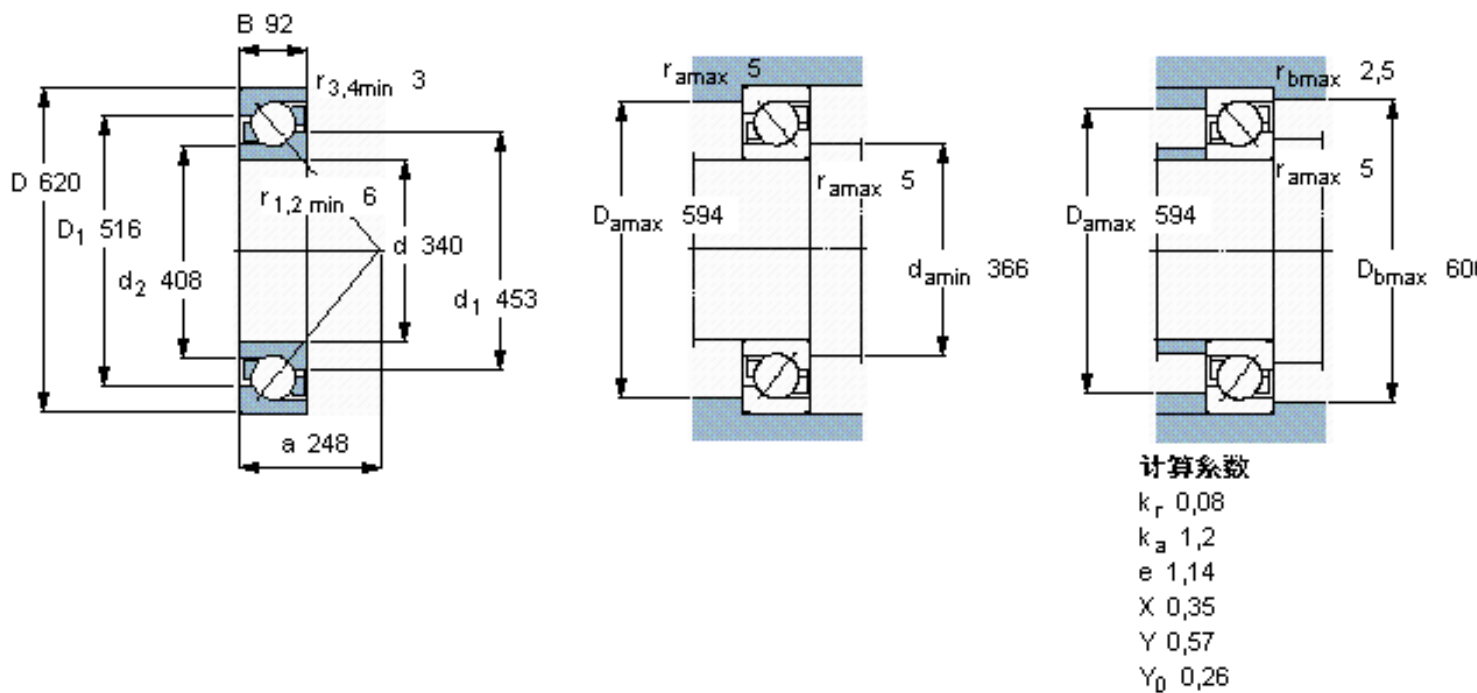 B 92
r3,4min 3
D 620
D1 516
d2 408
r1,2 min 6
d 340
d1 453
a 248
ramax 5
ramax 5
Damax 594
damin 366
rbmax 2,5
ramax 5
Damax 594
Dbmax
计算系数
kr 0,08
ka 1,2
e 1,14
X 0,35
Y 0,57
Y0 0,26